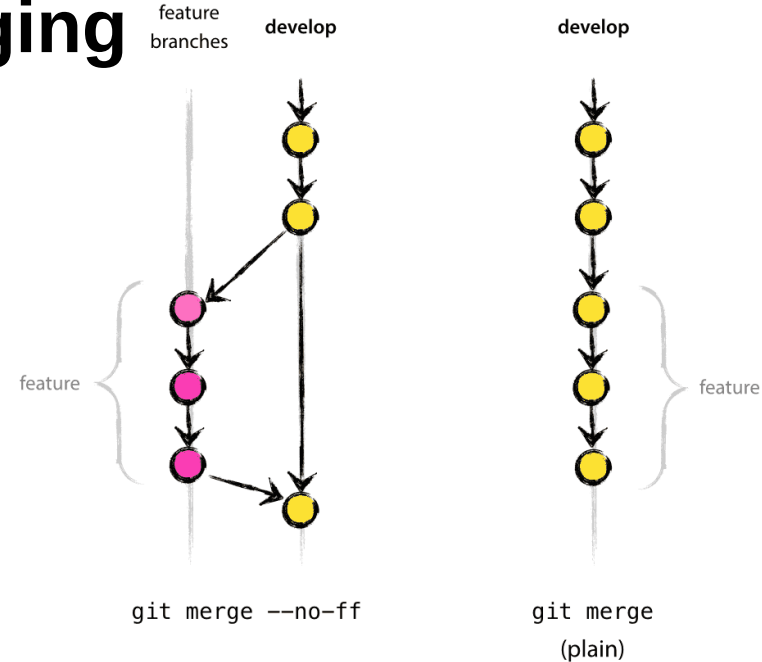 ging
feature
branches
develop
develop
feature
feature
git merge --no-ff
git merge
(plain)